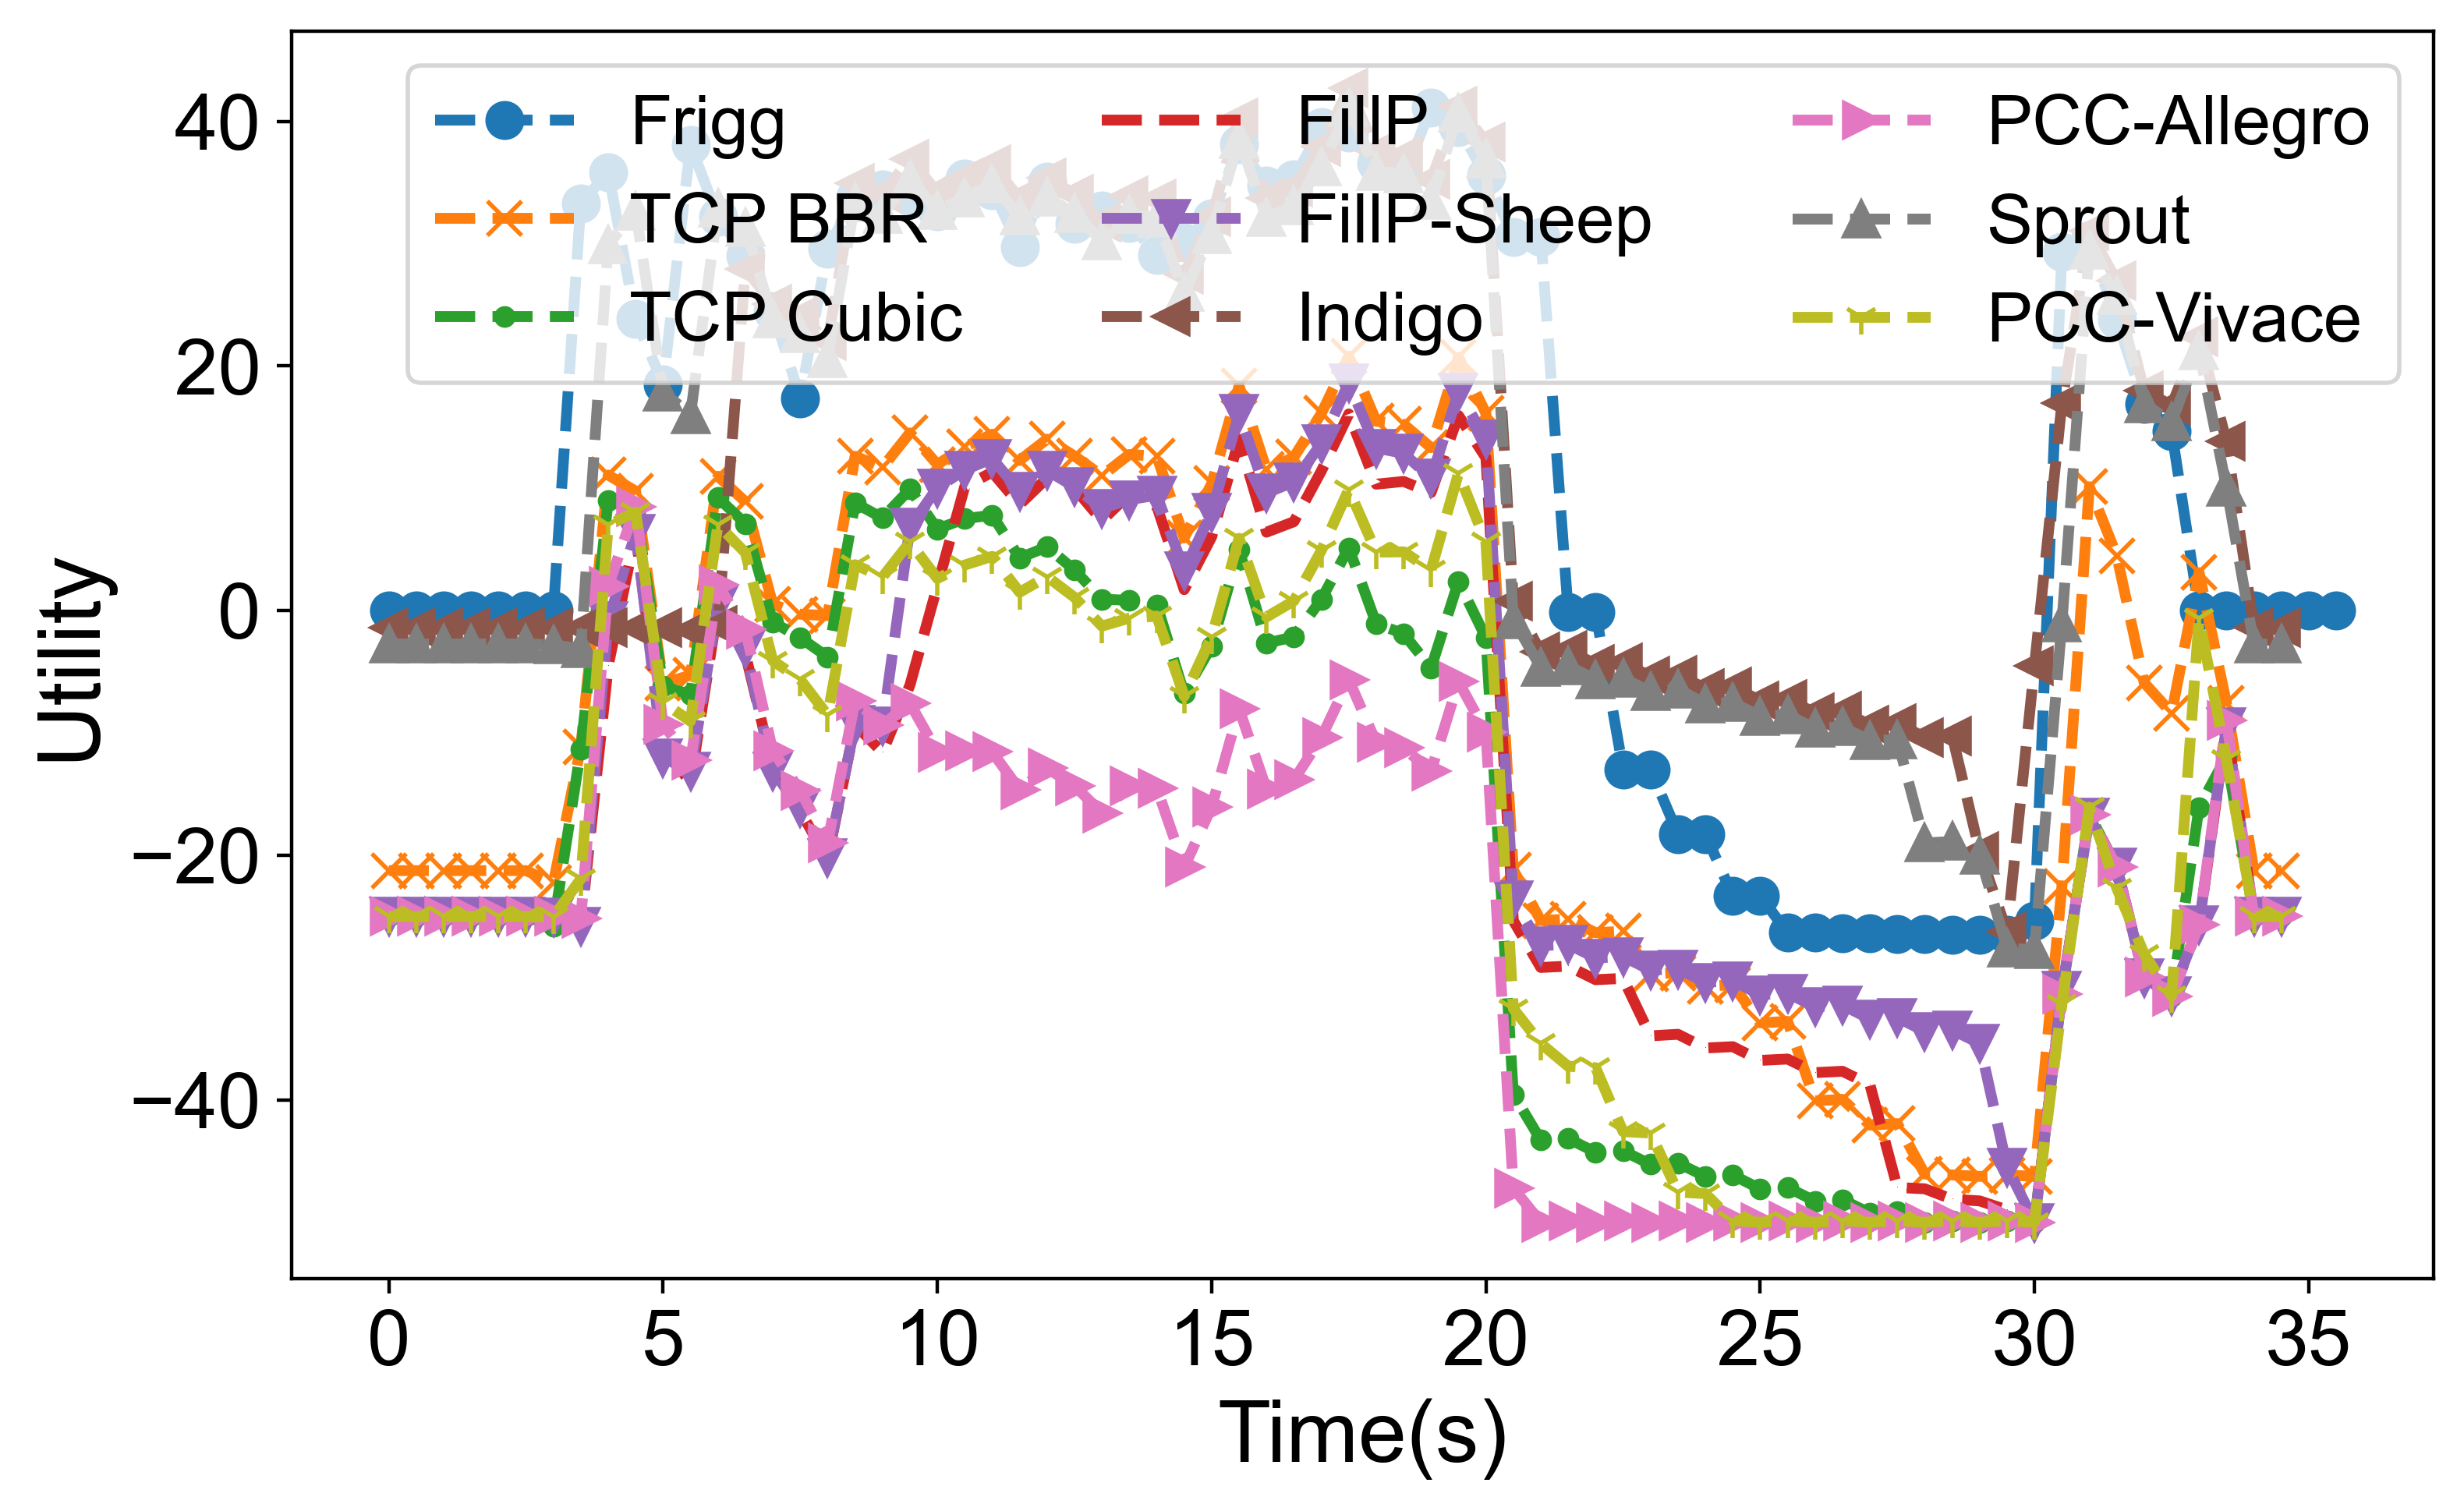 Frigg
TCP BBR
TCP Cubic
FillP
FillP-Sheep
Indigo
PCC-Allegro
Sprout
PCC-Vivace
Utility
40
20
0
−20
−40
0 5 10 15 20 25 30 35
Time(s)